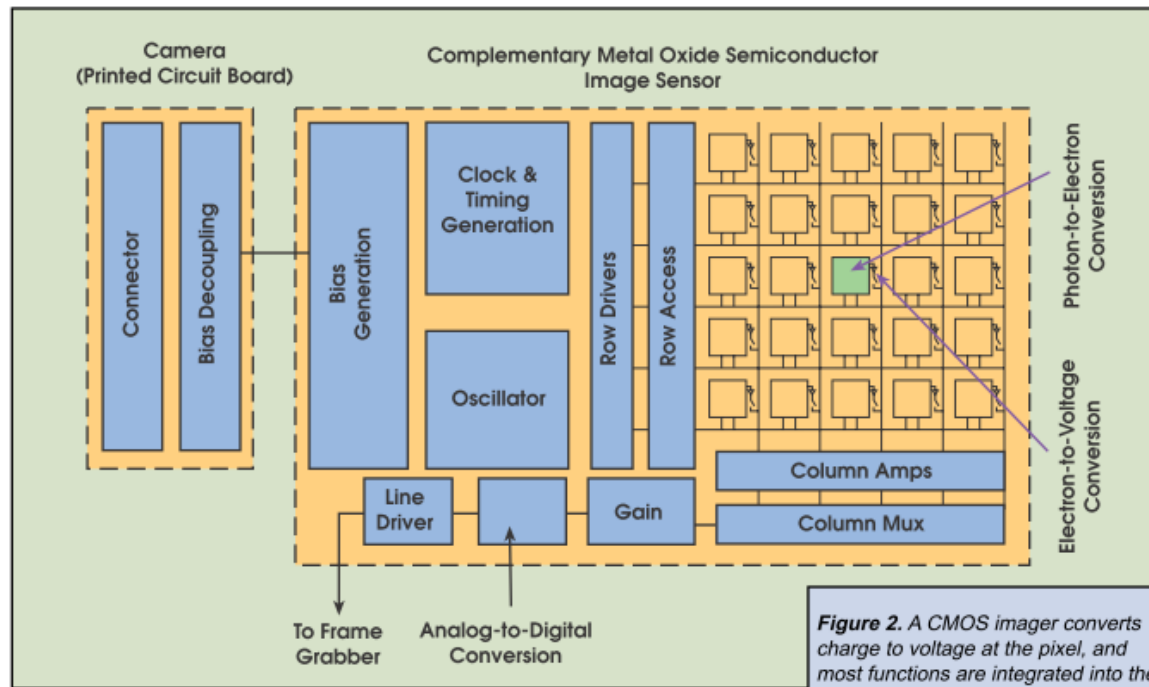 Camera
(Printed Circuit Board)
Complementary Metal Oxide Semiconductor
Image Sensor
Connector
Bias Decoupling
Bias
Generation
Clock &
Timing
Generation
Oscillator
Row Drivers
Row Access
Photon-to-Electron
Conversion
Electron-to-Voltage
Conversion
Column Amps
Column Mux
Line
Driver
Gain
To Frame
Grabber
Analog-to-Digital
Conversion
Figure 2. A CMOS imager converts
charge to voltage at the pixel, and
most functions are integrated into the